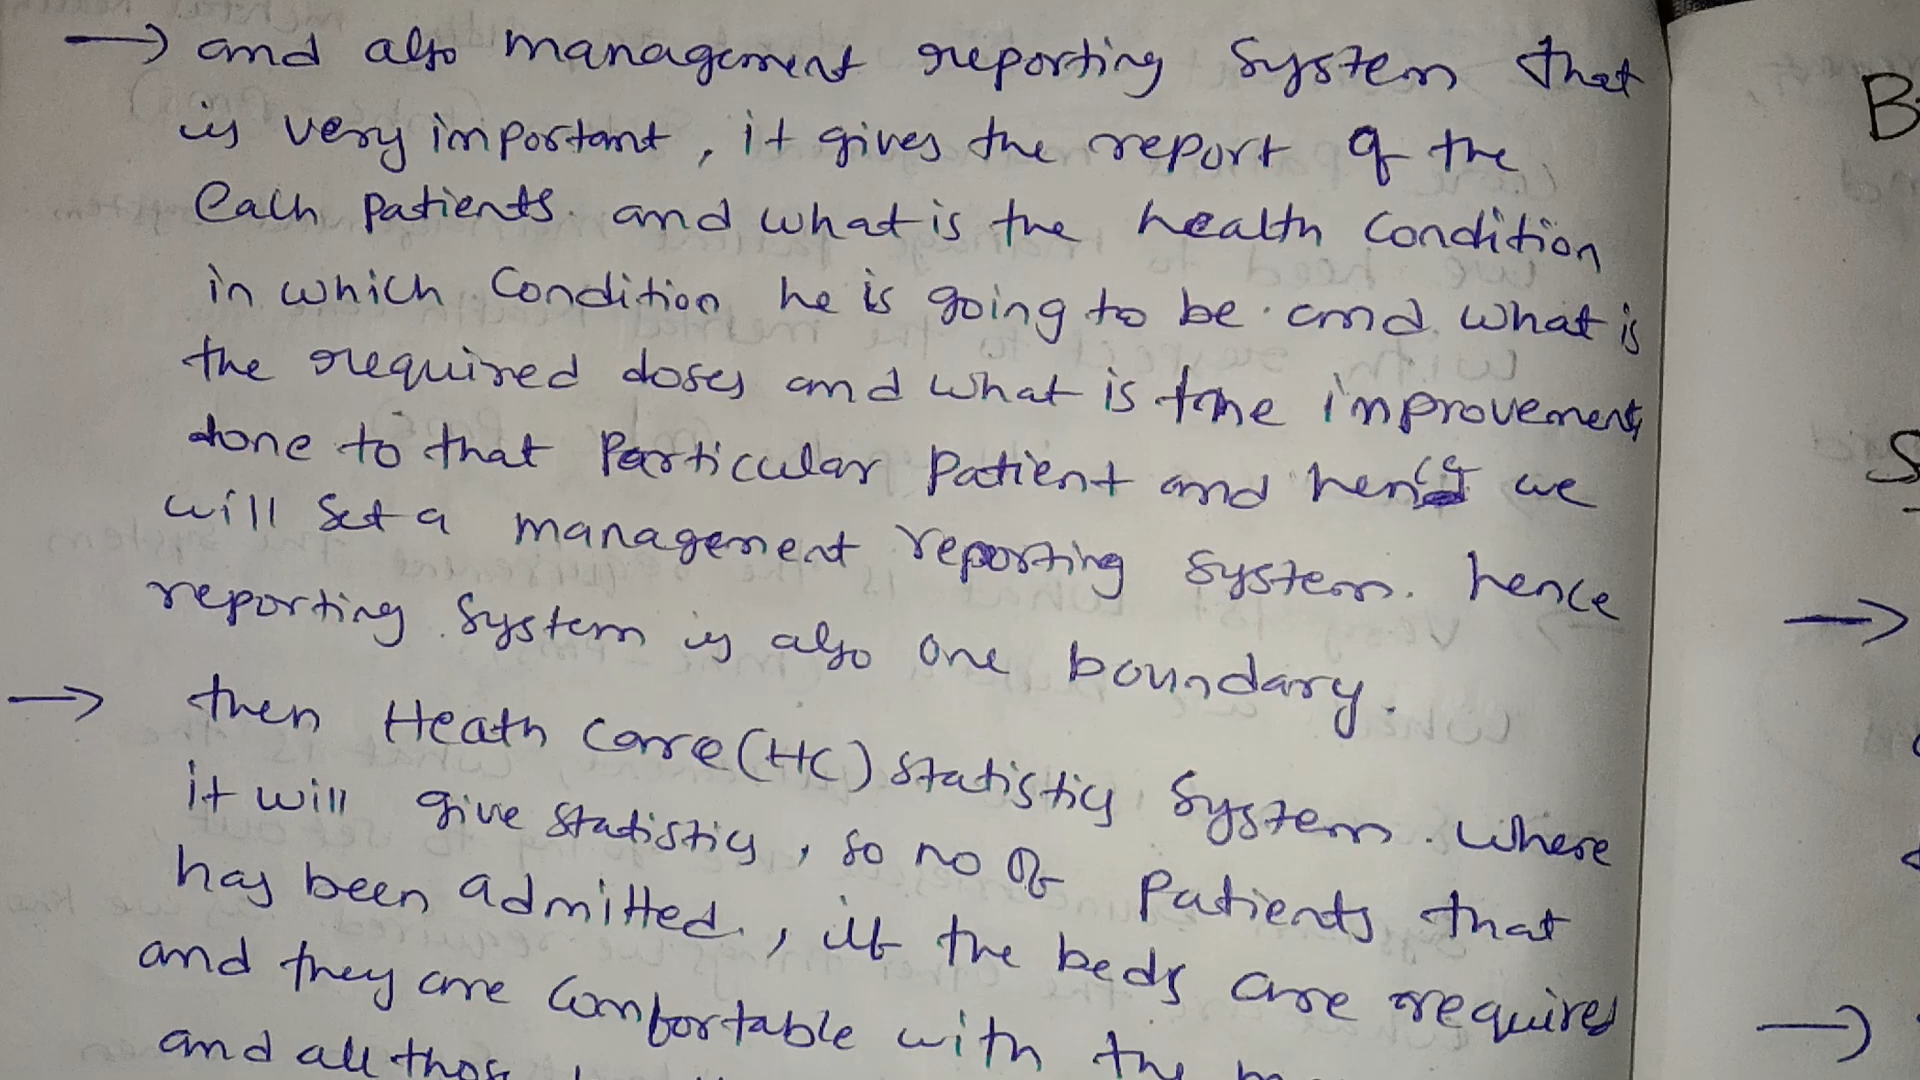 → and also management reporting System that
is very important, it gives the report of the
Each patients. and what is the health Condition
in which Condition he is going to be. and what is
the required doses and what is the improvements
done to that Particular Patient and hence we
will set a management reporting system. hence
reporting System is also one boundary.
→ then Heath Care (HC) Statistics System. Where
it will give statistics, so no of Patients that
has been admitted, if the beds are required
and they are Comfortable with the
and all
B
S
→
→